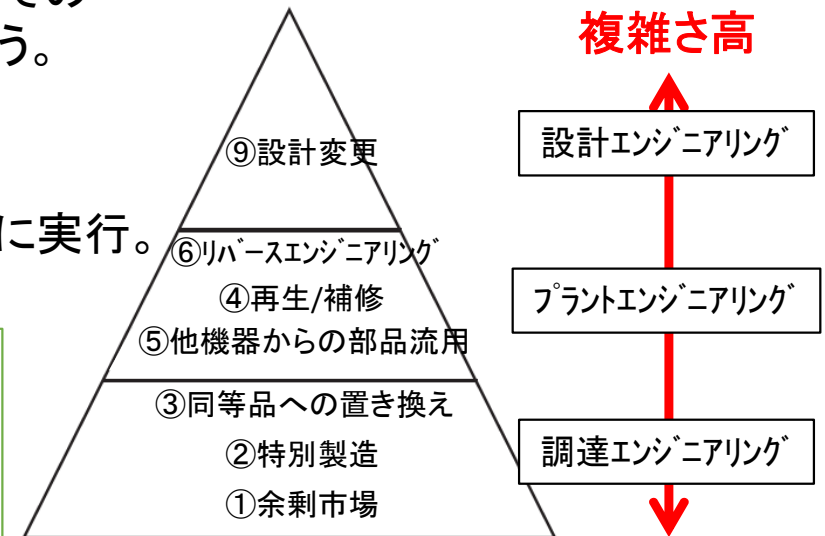 その
う。
に実行。
⑨設計変更
⑥リバースエンジニアリング
④再生/補修
⑤他機器からの部品流用
③同等品への置き換え
②特別製造
①余剰市場
複雑さ高
設計エンジニアリング
プラントエンジニアリング
調達エンジニアリング